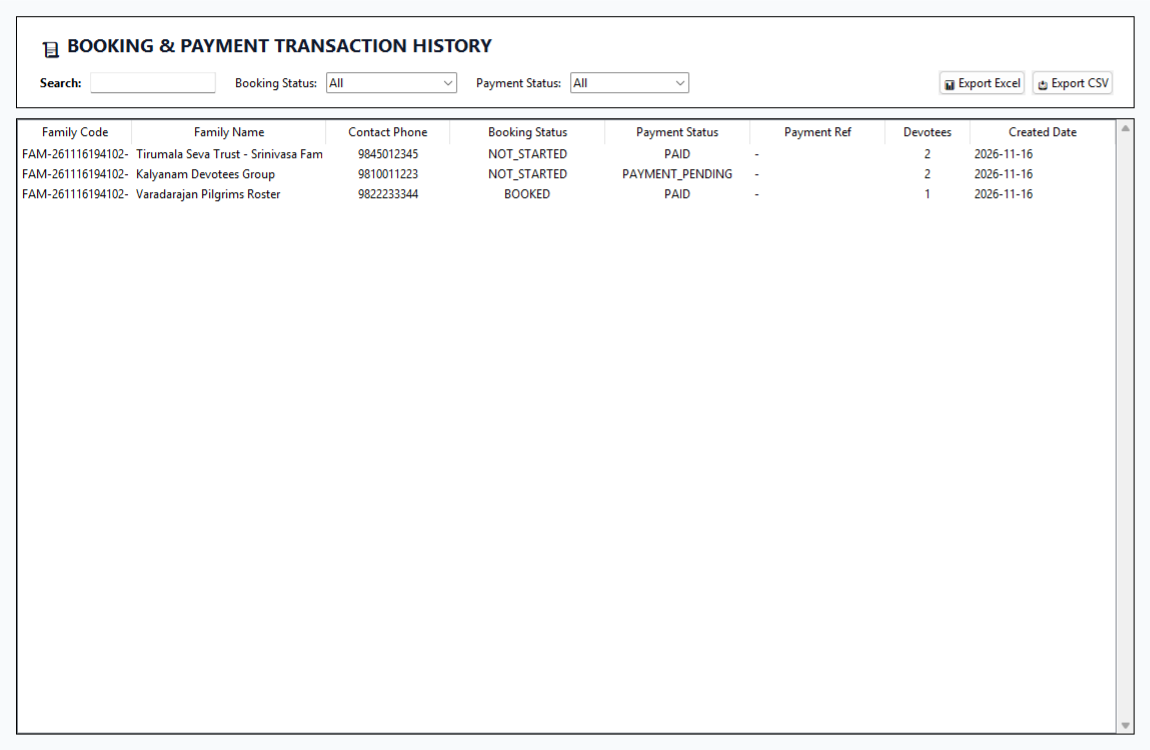 BOOKING & PAYMENT TRANSACTION HISTORY
Search: Booking Status: All Payment Status: All Export Excel Export CSV
Family Code Family Name Contact Phone Booking Status Payment Status Payment Ref Devotees Created Date
FAM-261116194102- Tirumala Seva Trust - Srinivasa Fam 9845012345 NOT_STARTED PAID - 2 2026-11-16
FAM-261116194102- Kalyanam Devotees Group 9810011223 NOT_STARTED PAYMENT_PENDING - 2 2026-11-16
FAM-261116194102- Varadarajan Pilgrims Roster 9822233344 BOOKED PAID - 1 2026-11-16